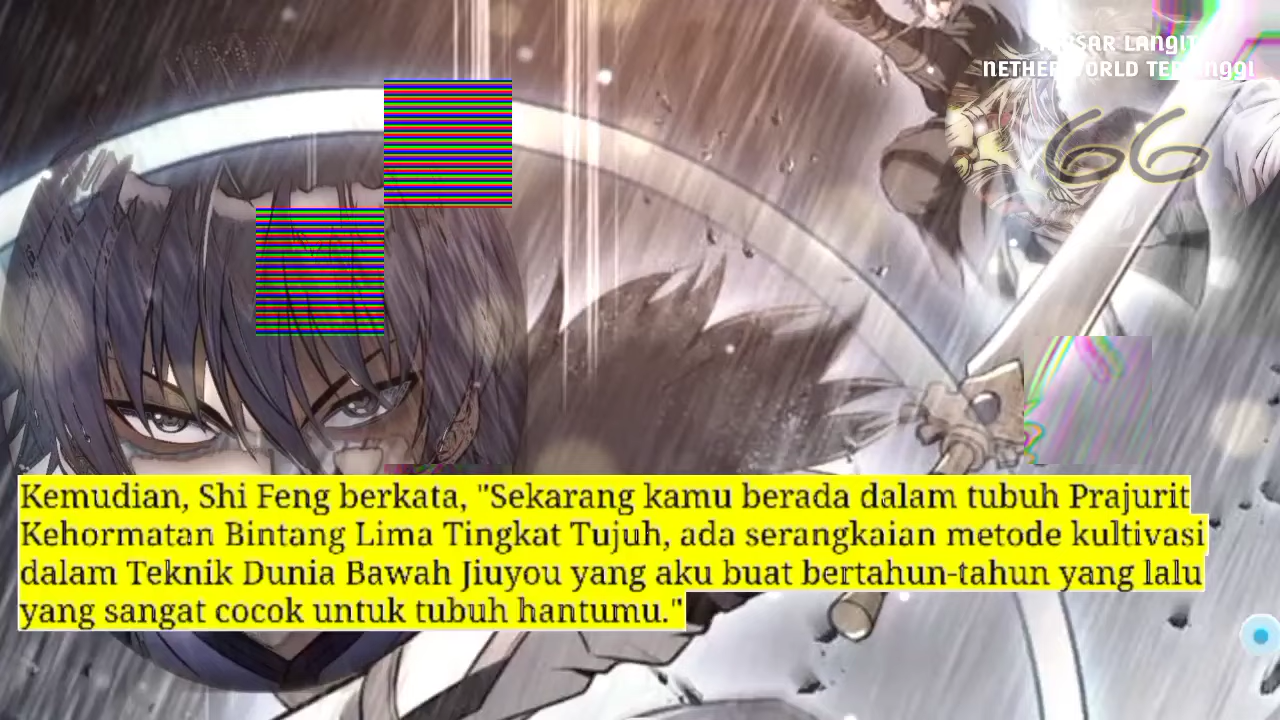 LANGIT
66
Kemudian, Shi Feng berkata, "Sekarang kamu berada dalam tubuh Prajurit
Kehormatan Bintang Lima Tingkat Tujuh, ada serangkaian metode kultivasi
dalam Teknik Dunia Bawah Jiuyou yang aku buat bertahun-tahun yang lalu
yang sangat cocok untuk tubuh hantumu."